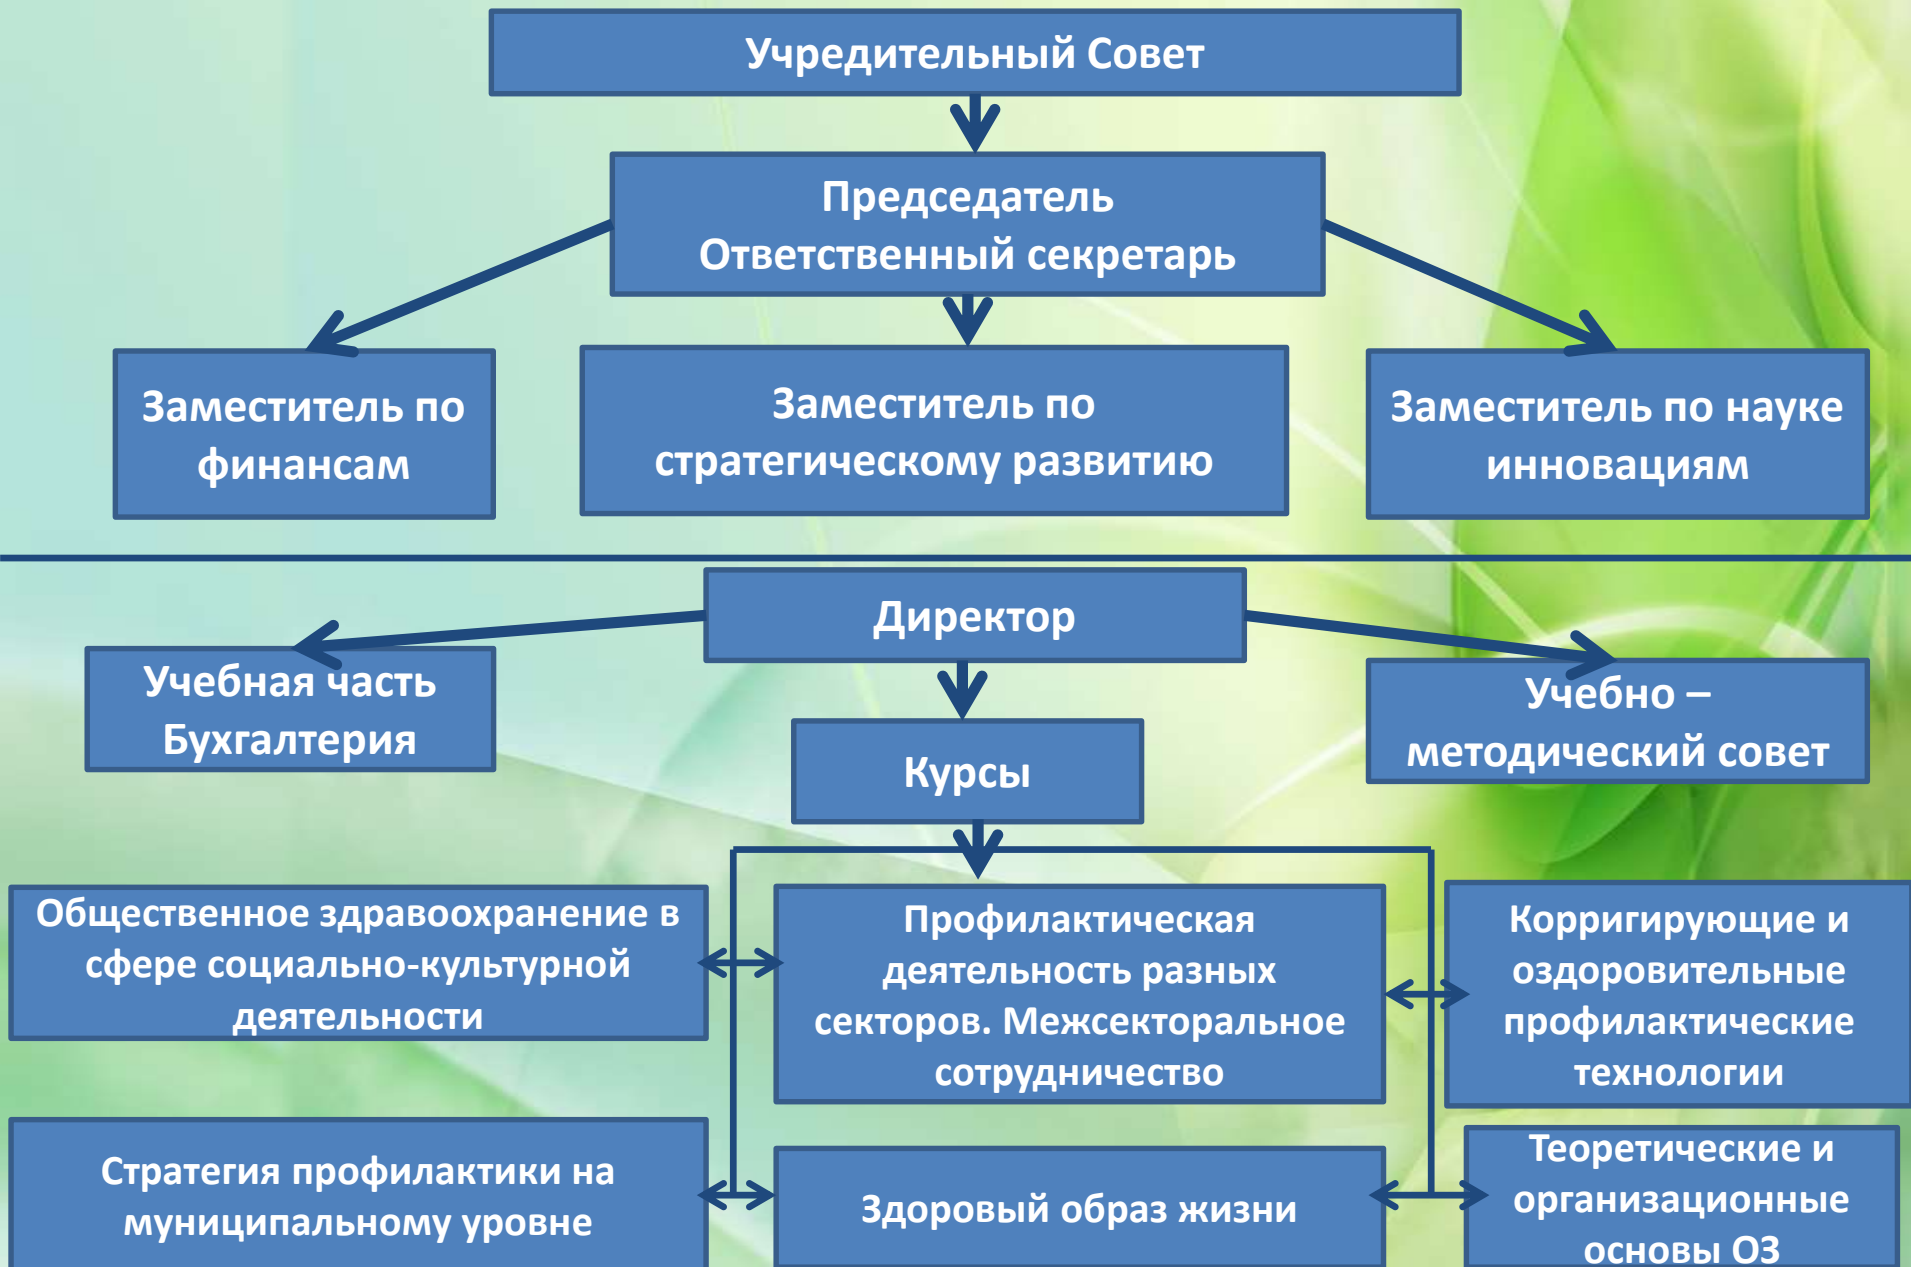 Учредительный Совет
Председатель
Ответственный секретарь
Заместитель по
финансам
Заместитель по
стратегическому развитию
Заместитель по науке
инновациям
Директор
Учебная часть
Бухгалтерия
Курсы
Учебно –
методический совет
Общественное здравоохранение в
сфере социально-культурной
деятельности
Профилактическая
деятельность разных
секторов. Межсекторальное
сотрудничество
Корригирующие и
оздоровительные
профилактические
технологии
Стратегия профилактики на
муниципальному уровне
Здоровый образ жизни
Теоретические и
организационные
основы ОЗ